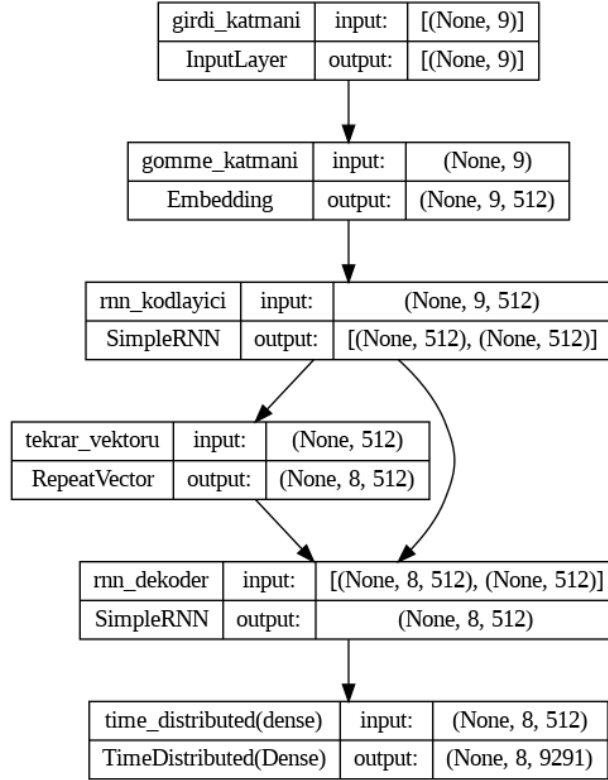 girdi_katmani input: [(None, 9)]
InputLayer output: [(None, 9)]
gomme_katmani input: (None, 9)
Embedding output: (None, 9, 512)
rnn_kodlayici input: (None, 9, 512)
SimpleRNN output: [(None, 512), (None, 512)]
tekrar_vektoru input: (None, 512)
RepeatVector output: (None, 8, 512)
rnn_dekoder input: [(None, 8, 512), (None, 512)]
SimpleRNN output: (None, 8, 512)
time_distributed(dense) input: (None, 8, 512)
TimeDistributed(Dense) output: (None, 8, 9291)